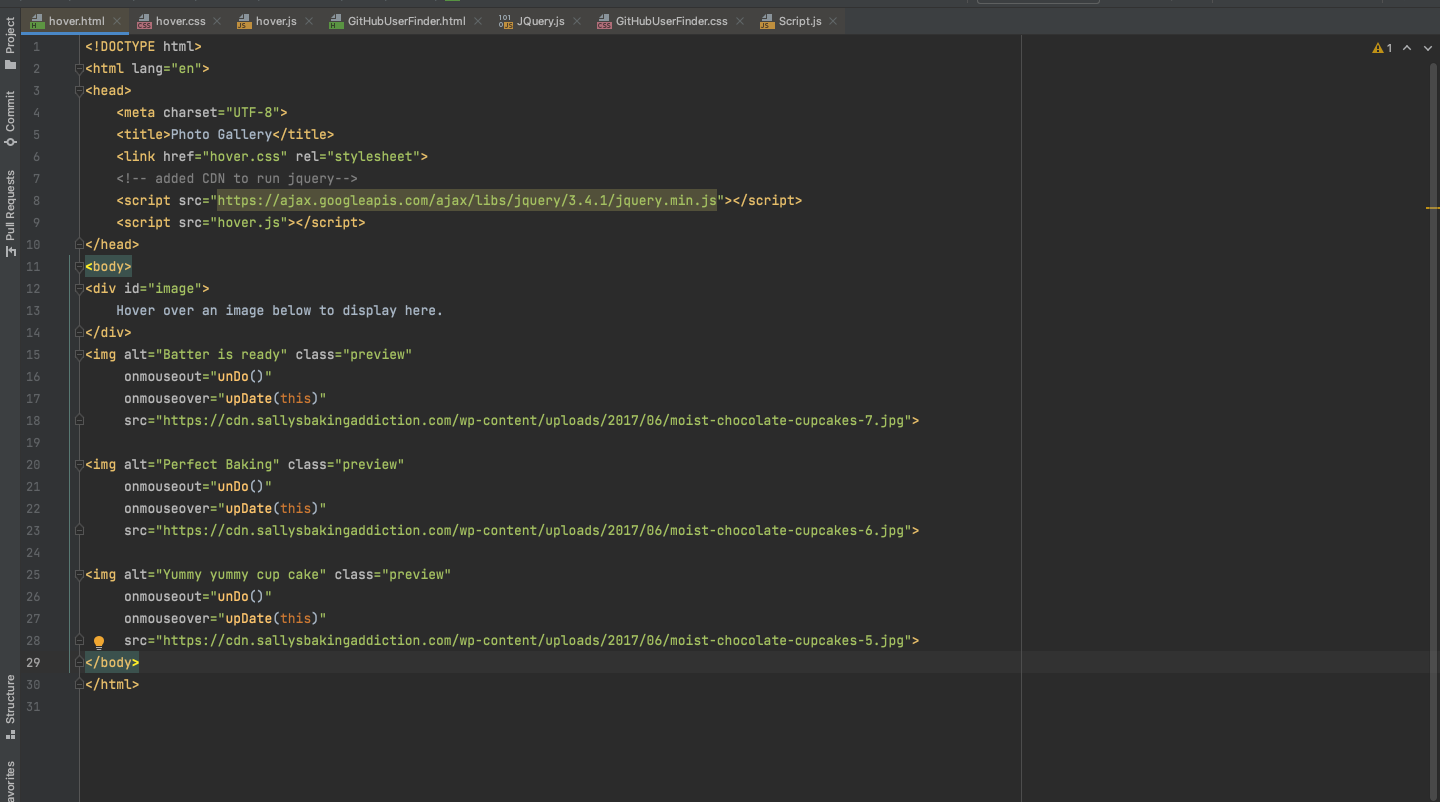 hover.html hover.css hover.js GitHubUserFinder.html JQuery.js GitHubUserFinder.css Script.js
Project
Commit
Pull Requests
Structure
avorites
1
1 <!DOCTYPE html>
2 <html lang="en">
3 <head>
4     <meta charset="UTF-8">
5     <title>Photo Gallery</title>
6     <link href="hover.css" rel="stylesheet">
7     <!-- added CDN to run jquery-->
8     <script src="https://ajax.googleapis.com/ajax/libs/jquery/3.4.1/jquery.min.js"></script>
9     <script src="hover.js"></script>
10 </head>
11 <body>
12 <div id="image">
13     Hover over an image below to display here.
14 </div>
15 <img alt="Batter is ready" class="preview"
16      onmouseout="unDo()"
17      onmouseover="upDate(this)"
18      src="https://cdn.sallysbakingaddiction.com/wp-content/uploads/2017/06/moist-chocolate-cupcakes-7.jpg">
19
20 <img alt="Perfect Baking" class="preview"
21      onmouseout="unDo()"
22      onmouseover="upDate(this)"
23      src="https://cdn.sallysbakingaddiction.com/wp-content/uploads/2017/06/moist-chocolate-cupcakes-6.jpg">
24
25 <img alt="Yummy yummy cup cake" class="preview"
26      onmouseout="unDo()"
27      onmouseover="upDate(this)"
28      src="https://cdn.sallysbakingaddiction.com/wp-content/uploads/2017/06/moist-chocolate-cupcakes-5.jpg">
29 </body>
30 </html>
31